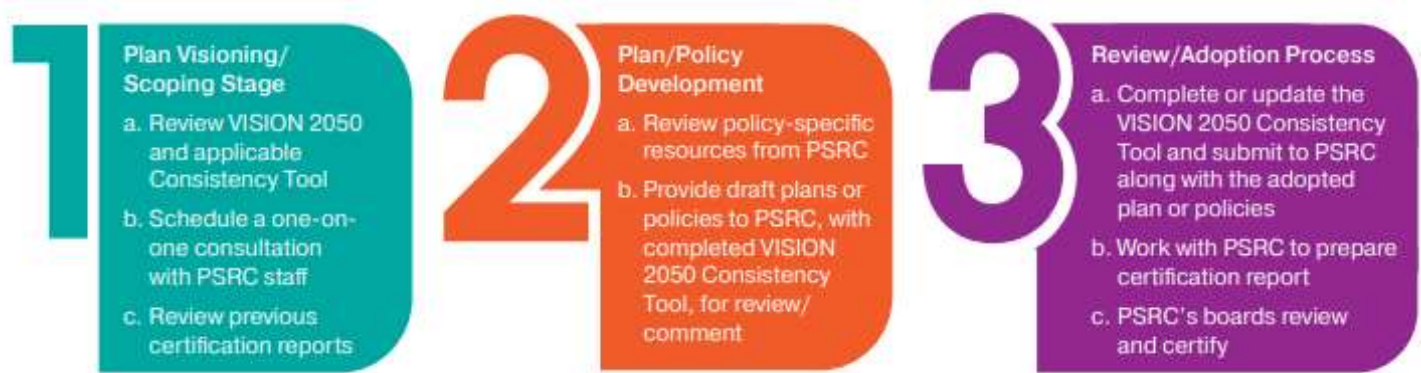 1
Plan Visioning/
Scoping Stage
a. Review VISION 2050
and applicable
Consistency Tool
b. Schedule a one-on-
one consultation
with PSRC staff
c. Review previous
certification reports
2
Plan/Policy
Development
a. Review policy-specific
resources from PSRC
b. Provide draft plans or
policies to PSRC, with
completed VISION
2050 Consistency
Tool, for review/
comment
3
Review/Adoption Process
a. Complete or update the
VISION 2050 Consistency
Tool and submit to PSRC
along with the adopted
plan or policies
b. Work with PSRC to prepare
certification report
c. PSRC's boards review
and certify